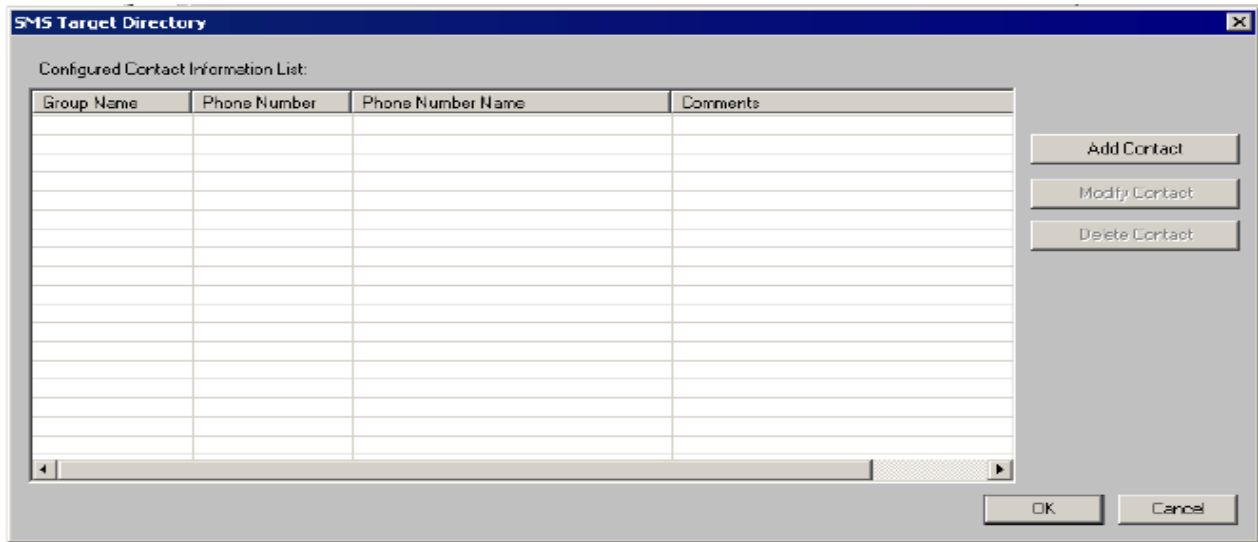 SMS Target Directory
Configured Contact Information List:
Group Name Phone Number Phone Number Name Comments
Add Contact
Modify Contact
Delete Contact
OK Cancel